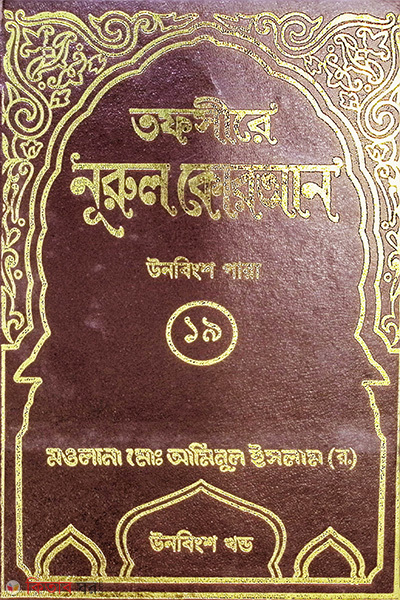 তফসীরে
নূরুল কোরআন
উনবিংশ পারা
১৯
মওলানা মোঃ আমিনুল ইসলাম (র.)
উনবিংশ খন্ড